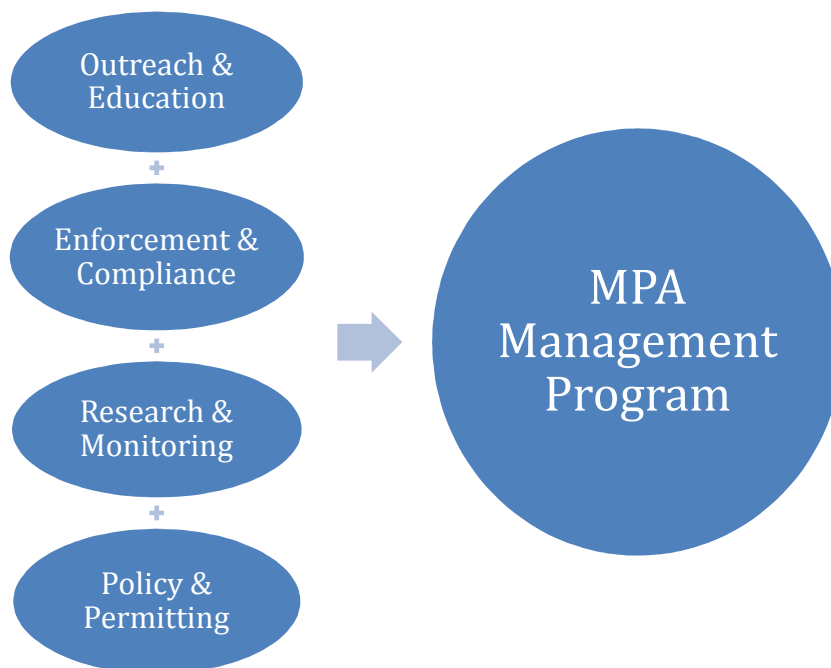 Outreach &
Education
+
Enforcement &
Compliance
+
Research &
Monitoring
+
Policy &
Permitting
MPA
Management
Program